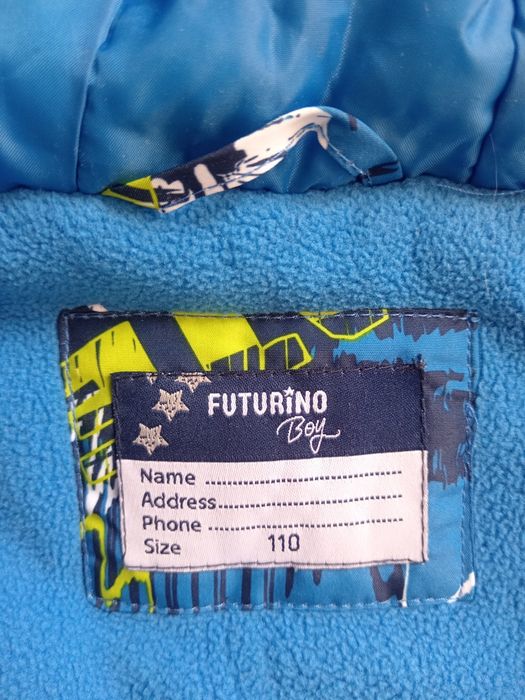 FUTURINO
Boy
Name ............................
Address ............................
Phone ............................
Size 110